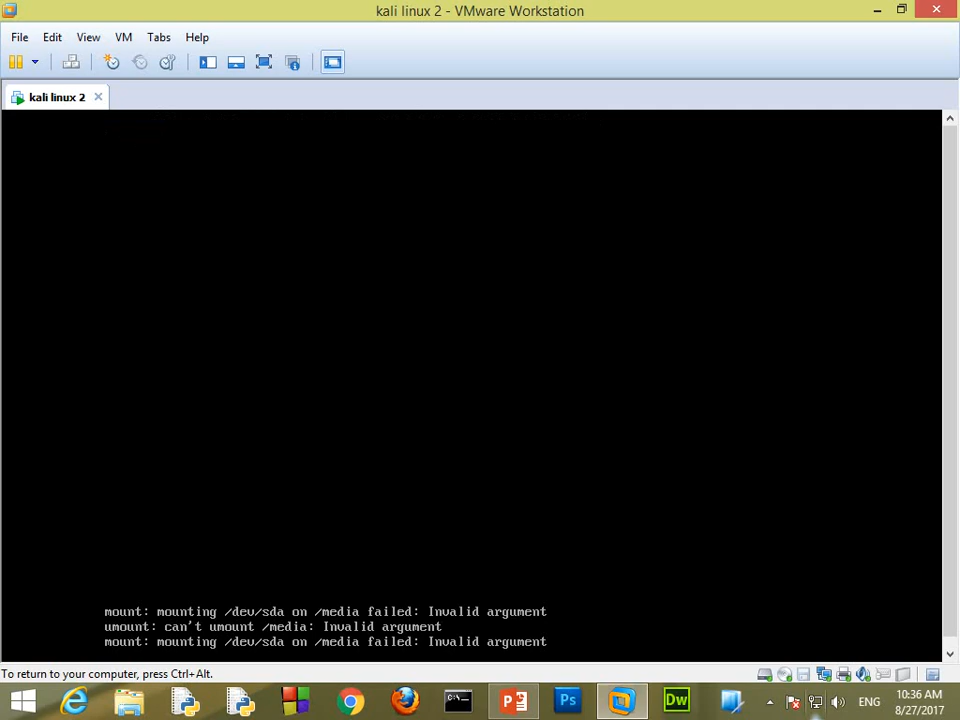 kali linux 2 - VMware Workstation
File Edit View VM Tabs Help
kali linux 2
mount: mounting /dev/sda on /media failed: Invalid argument
umount: can't umount /media: Invalid argument
mount: mounting /dev/sda on /media failed: Invalid argument
To return to your computer, press Ctrl+Alt.
Ps
Dw
ENG
10:36 AM
8/27/2017